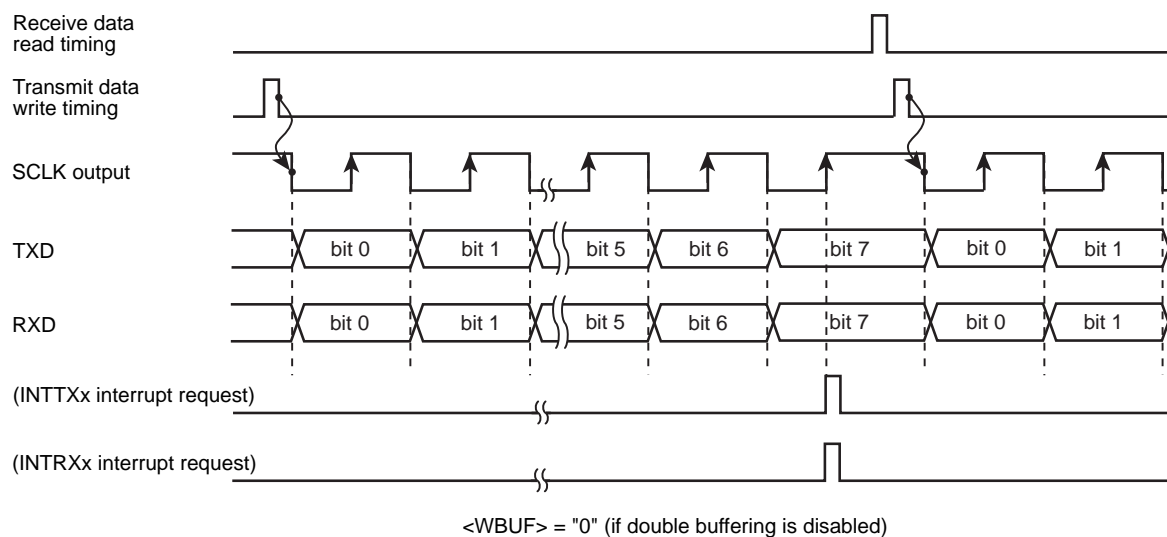 Receive data
read timing
Transmit data
write timing
SCLK output
TXD
bit 0 bit 1 bit 5 bit 6 bit 7 bit 0 bit 1
RXD
bit 0 bit 1 bit 5 bit 6 bit 7 bit 0 bit 1
(INTTXx interrupt request)
(INTRXx interrupt request)
<WBUF> = "0" (if double buffering is disabled)